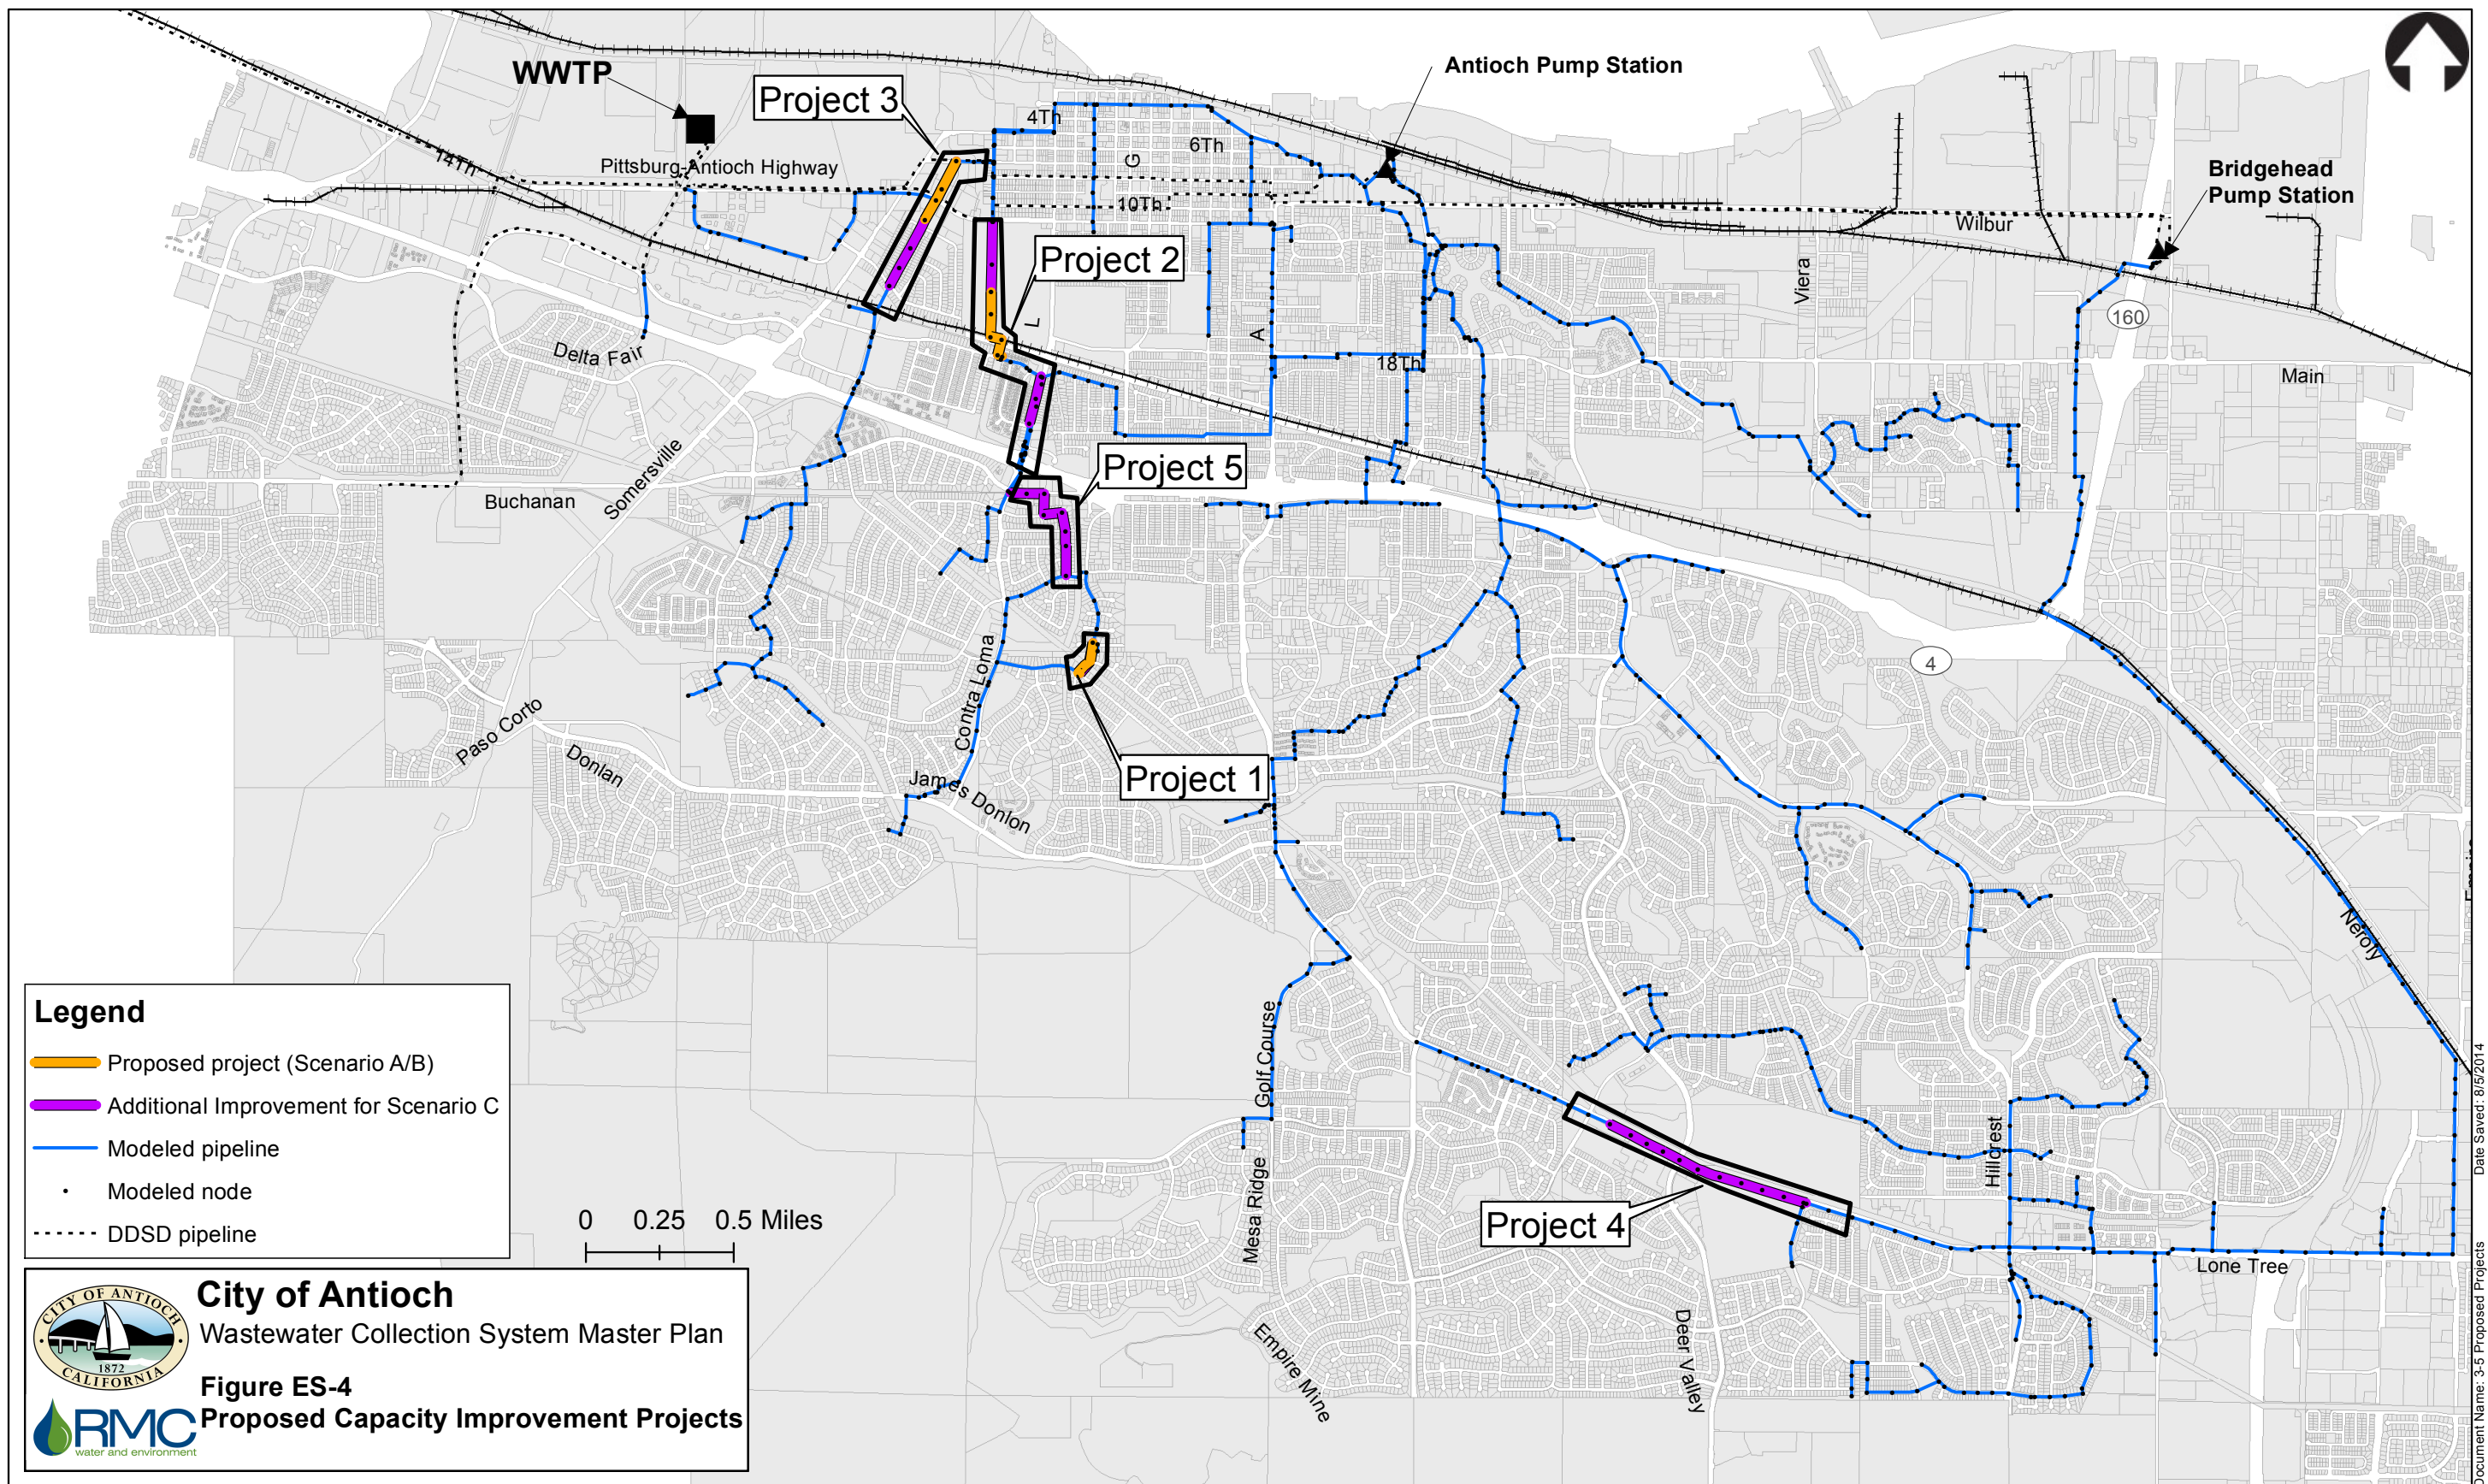 WWTP
Project 3
Antioch Pump Station
4Th
G
6Th
14Th
Pittsburg-Antioch Highway
10Th
Bridgehead
Pump Station
Wilbur
Project 2
Viera
160
L
A
Delta Fair
18Th
Main
Somersville
Buchanan
Project 5
Contra Loma
4
Paso Corto
Donlan
James Donlon
Project 1
Neroly
Golf Course
Mesa Ridge
Hillcrest
Project 4
Lone Tree
Deer Valley
Empire Mine
Legend
Proposed project (Scenario A/B)
Additional Improvement for Scenario C
Modeled pipeline
Modeled node
DDSD pipeline
0 0.25 0.5 Miles
CITY OF ANTIOCH
1872
CALIFORNIA
City of Antioch
Wastewater Collection System Master Plan
Figure ES-4
Proposed Capacity Improvement Projects
RMC
water and environment
Document Name: 3-5 Proposed Projects Date Saved: 8/5/2014